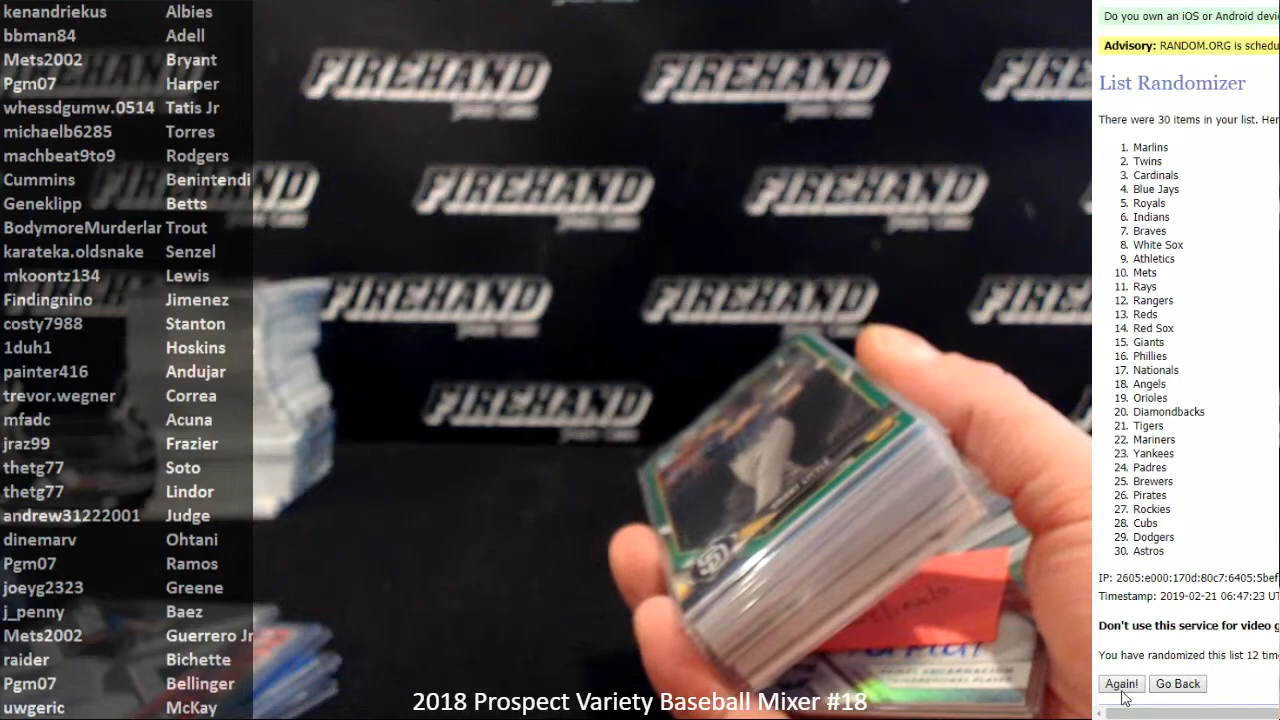 kenandriekus Albies
bbman84 Adell
Mets2002 Bryant
Pgm07 Harper
whessdgumw.0514 Tatis Jr
michaelb6285 Torres
machbeat9to9 Rodgers
Cummins Benintendi
Geneklipp Betts
BodymoreMurderlar Trout
karateka.oldsnake Senzel
mkoontz134 Lewis
Findingnino Jimenez
costy7988 Stanton
1duh1 Hoskins
painter416 Andujar
trevor.wegner Correa
mfadc Acuna
jraz99 Frazier
thetg77 Soto
thetg77 Lindor
andrew31222001 Judge
dinemarv Ohtani
Pgm07 Ramos
joeyg2323 Greene
j_penny Baez
Mets2002 Guerrero Jr
raider Bichette
Pgm07 Bellinger
uvgeric McKay
FIREHAND
FIREHAND
FIREHAND
FIREHAND
FIREHAND
FIREHAND
FIREHAND
FIREHAND
SD
2018 Prospect Variety Baseball Mixer #18
Do you own an iOS or Android devi
Advisory: RANDOM.ORG is schedu
List Randomizer
There were 30 items in your list. Her
1. Marlins
2. Twins
3. Cardinals
4. Blue Jays
5. Royals
6. Indians
7. Braves
8. White Sox
9. Athletics
10. Mets
11. Rays
12. Rangers
13. Reds
14. Red Sox
15. Giants
16. Phillies
17. Nationals
18. Angels
19. Orioles
20. Diamondbacks
21. Tigers
22. Mariners
23. Yankees
24. Padres
25. Brewers
26. Pirates
27. Rockies
28. Cubs
29. Dodgers
30. Astros
IP: 2605:e000:170d:80c7:6405:5bef
Timestamp: 2019-02-21 06:47:23 UT
Don't use this service for video g
You have randomized this list 12 tim
Again! Go Back